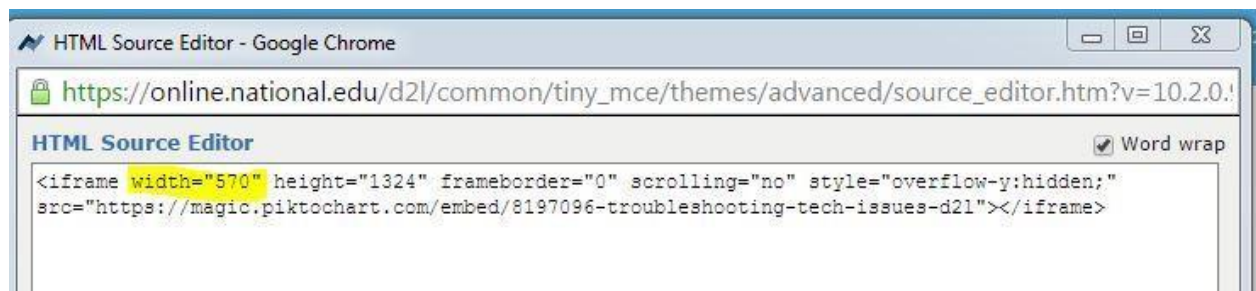 HTML Source Editor - Google Chrome
https://online.national.edu/d2l/common/tiny_mce/themes/advanced/source_editor.htm?v=10.2.0.9
HTML Source Editor
Word wrap
<iframe width="570" height="1324" frameborder="0" scrolling="no" style="overflow-y:hidden;"
src="https://magic.piktochart.com/embed/8197096-troubleshooting-tech-issues-d2l"></iframe>